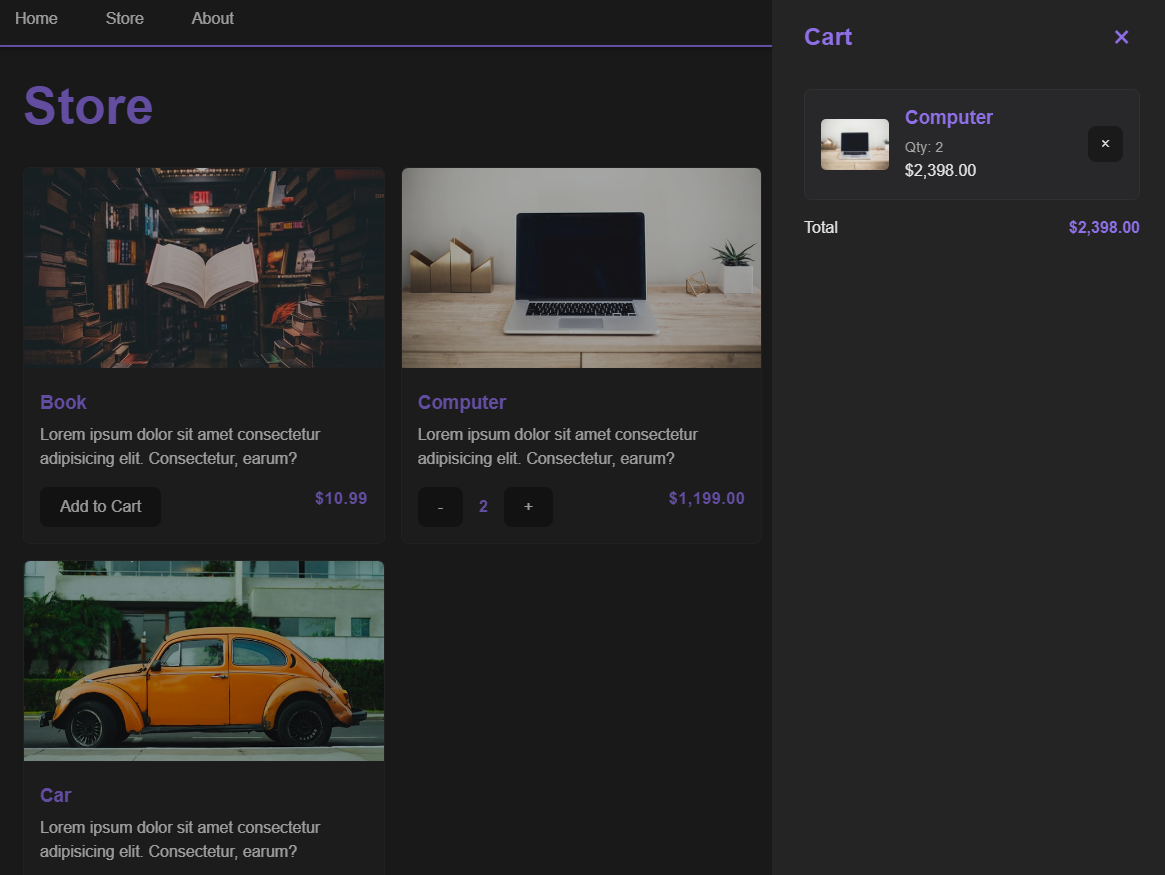 Home Store About
Store
EXIT
Book
Lorem ipsum dolor sit amet consectetur
adipisicing elit. Consectetur, earum?
Add to Cart $10.99
Computer
Lorem ipsum dolor sit amet consectetur
adipisicing elit. Consectetur, earum?
- 2 + $1,199.00
Car
Lorem ipsum dolor sit amet consectetur
adipisicing elit. Consectetur, earum?
Cart ×
Computer
Qty: 2
$2,398.00
×
Total $2,398.00